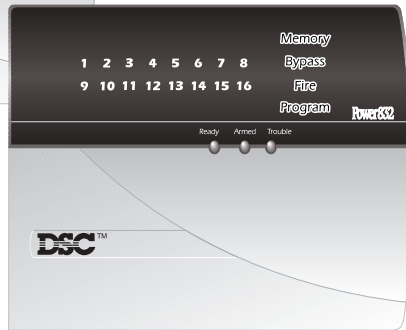 Memory
1 2 3 4 5 6 7 8 Bypass
9 10 11 12 13 14 15 16 Fire
Program Power832
Ready Armed Trouble
DSC™